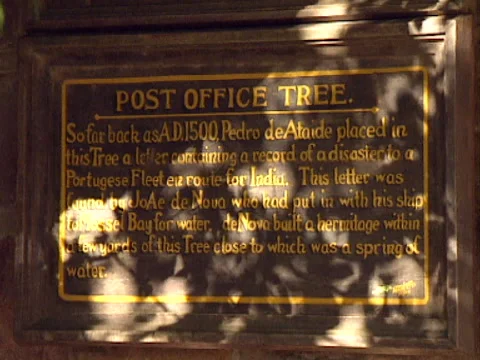 POST OFFICE TREE.
So far back as A.D.1500, Pedro de Ataide placed in
this Tree a letter containing a record of a disaster to a
Portugese Fleet en route for India. This letter was
found by JoAe de Nova who had put in with his ship
to Mossel Bay for water. de Nova built a hermitage within
a few yards of this Tree close to which was a spring of
water.